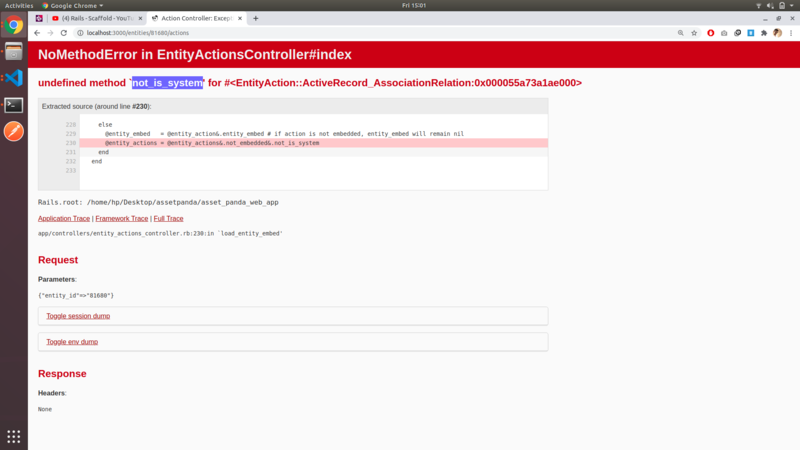 Activities
Google Chrome
Fri 15:01
(4) Rails - Scaffold - YouTu
Action Controller: Excep
localhost:3000/entities/81680/actions
NoMethodError in EntityActionsController#index
undefined method `not_is_system' for #<EntityAction::ActiveRecord_AssociationRelation:0x000055a73a1ae000>
Extracted source (around line #230):
228 else
229 @entity_embed = @entity_action&.entity_embed # if action is not embedded, entity_embed will remain nil
230 @entity_actions = @entity_actions&.not_embedded&.not_is_system
231 end
232 end
233
Rails.root: /home/hp/Desktop/assetpanda/asset_panda_web_app
Application Trace | Framework Trace | Full Trace
app/controllers/entity_actions_controller.rb:230:in `load_entity_embed'
Request
Parameters:
{"entity_id"=>"81680"}
Toggle session dump
Toggle env dump
Response
Headers:
None